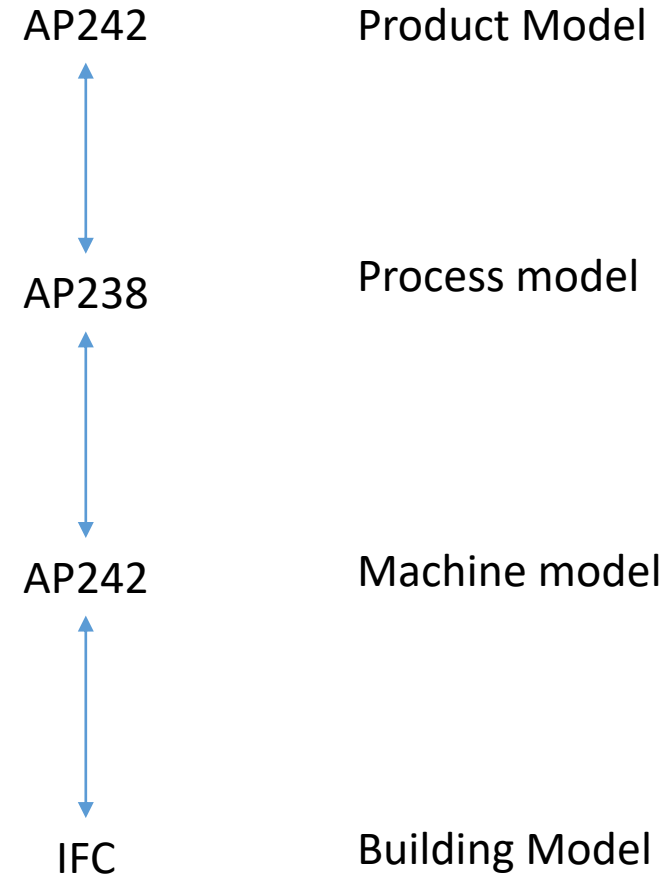 AP242 Product Model
AP238 Process model
AP242 Machine model
IFC Building Model